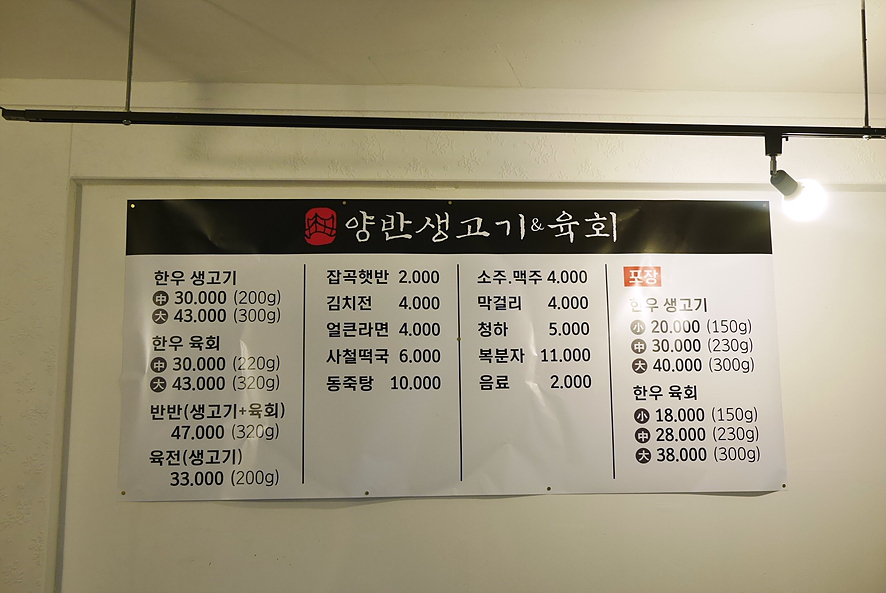 양반생고기&육회
한우 생고기
中 30.000 (200g)
大 43.000 (300g)
한우 육회
中 30.000 (220g)
大 43.000 (320g)
반반(생고기+육회)
47.000 (320g)
육전(생고기)
33.000 (200g)
잡곡햇반 2.000
김치전 4.000
얼큰라면 4.000
사철떡국 6.000
동죽탕 10.000
소주.맥주 4.000
막걸리 4.000
청하 5.000
복분자 11.000
음료 2.000
포장
한우 생고기
小 20.000 (150g)
中 30.000 (230g)
大 40.000 (300g)
한우 육회
小 18.000 (150g)
中 28.000 (230g)
大 38.000 (300g)